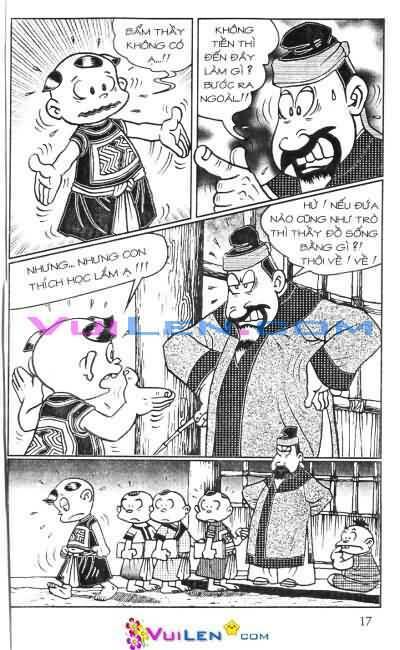 BẨM THẦY
KHÔNG CÓ
Ạ...!!
KHÔNG
TIỀN THÌ
ĐẾN ĐÂY
LÀM GÌ?
BƯỚC RA
NGOÀI...!!
HỨ! NẾU ĐỨA
NÀO CŨNG NHƯ TRÒ
THÌ THẦY ĐỒ SỐNG
BẰNG GÌ?!
THÔI VỀ! VỀ!
NHƯNG... NHƯNG CON
THÍCH HỌC LẮM Ạ!!!
VUILEN.COM
17
VUILEN.COM